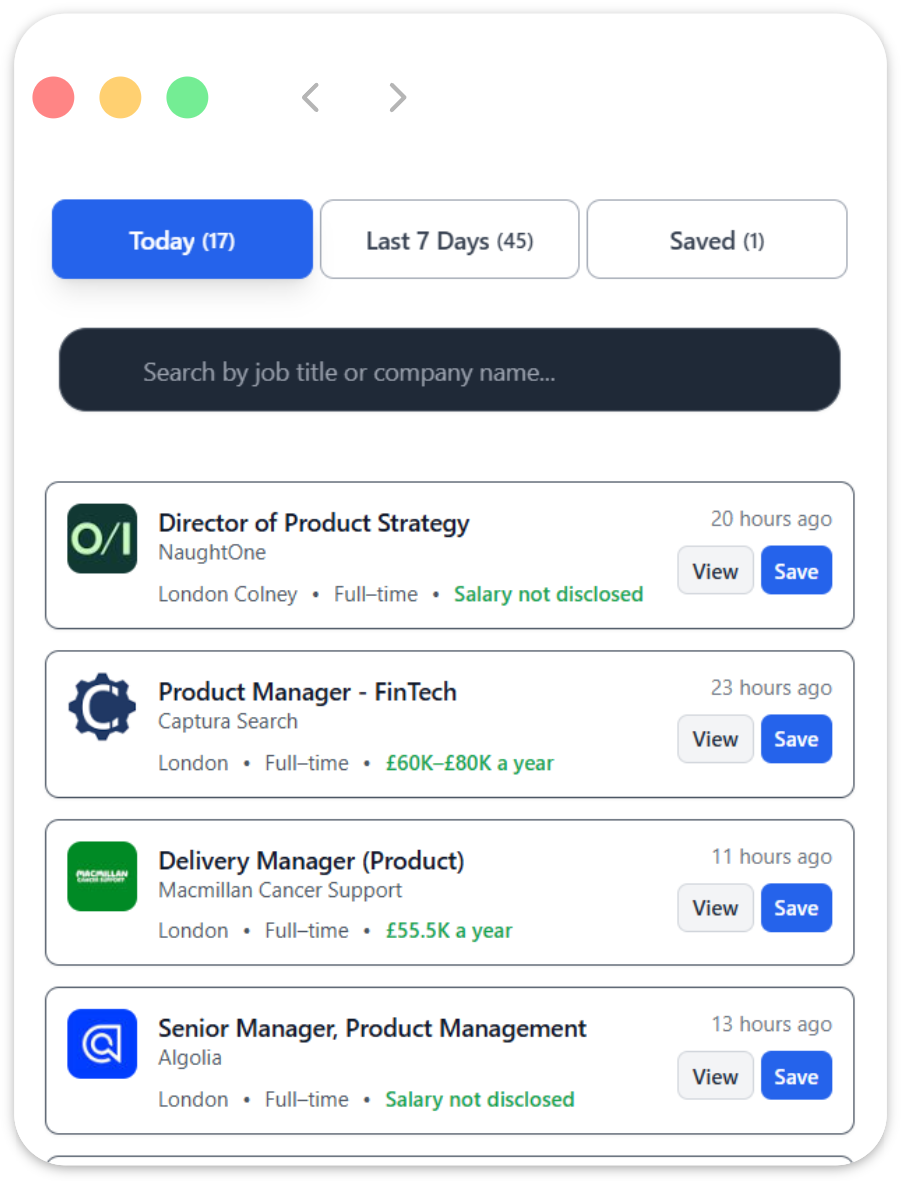 Today (17)
Last 7 Days (45)
Saved (1)
Search by job title or company name...
O/I
Director of Product Strategy
20 hours ago
NaughtOne
View
Save
London Colney • Full–time • Salary not disclosed
Product Manager - FinTech
23 hours ago
Captura Search
View
Save
London • Full–time • £60K–£80K a year
MACMILLAN
CANCER SUPPORT
Delivery Manager (Product)
11 hours ago
Macmillan Cancer Support
View
Save
London • Full–time • £55.5K a year
Senior Manager, Product Management
13 hours ago
Algolia
View
Save
London • Full–time • Salary not disclosed